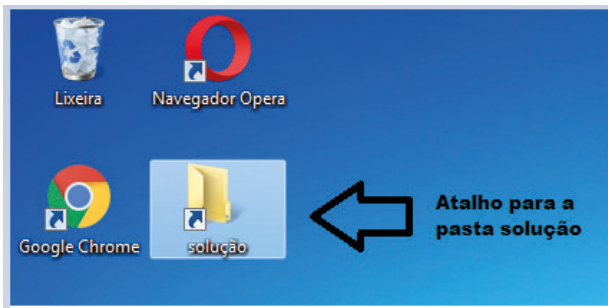 Lixeira
Navegador Opera
Google Chrome
solução
Atalho para a
pasta solução